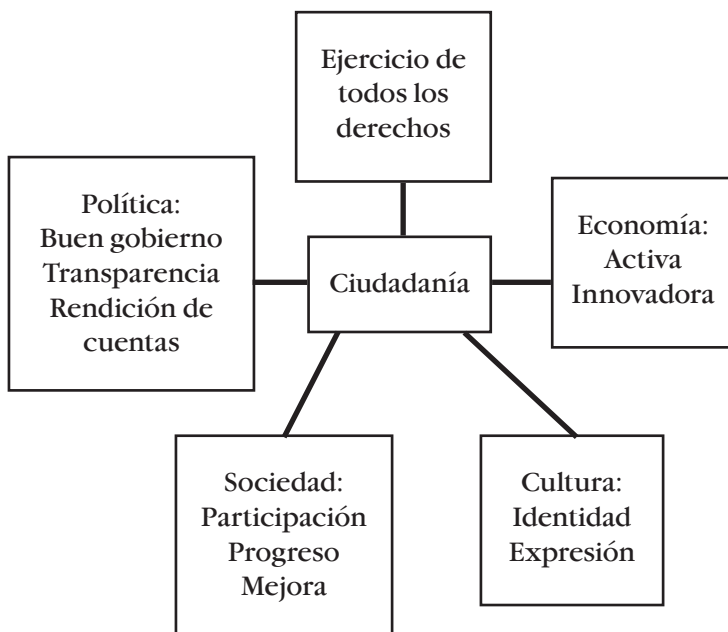 Ejercicio de
todos los
derechos
Política:
Buen gobierno
Transparencia
Rendición de
cuentas
Ciudadanía
Economía:
Activa
Innovadora
Sociedad:
Participación
Progreso
Mejora
Cultura:
Identidad
Expresión